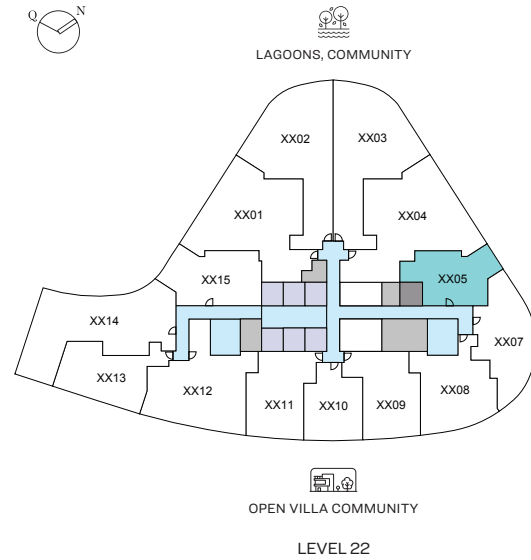 Q N
LAGOONS, COMMUNITY
XX02 XX03
XX01 XX04
XX15 XX05
XX14 XX07
XX13 XX12 XX11 XX10 XX09 XX08
OPEN VILLA COMMUNITY
LEVEL 22